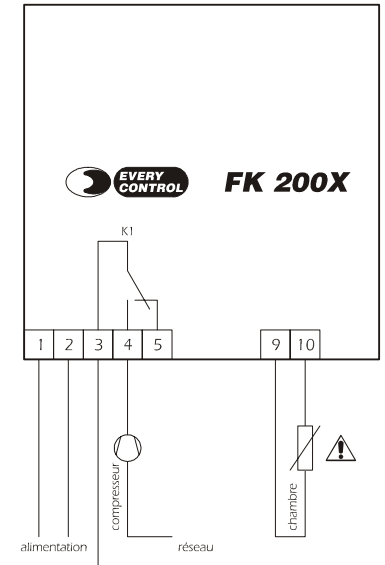 EVERY
CONTROL
FK 200X
K1
1 2 3 4 5 9 10
compresseur
chambre
alimentation
réseau